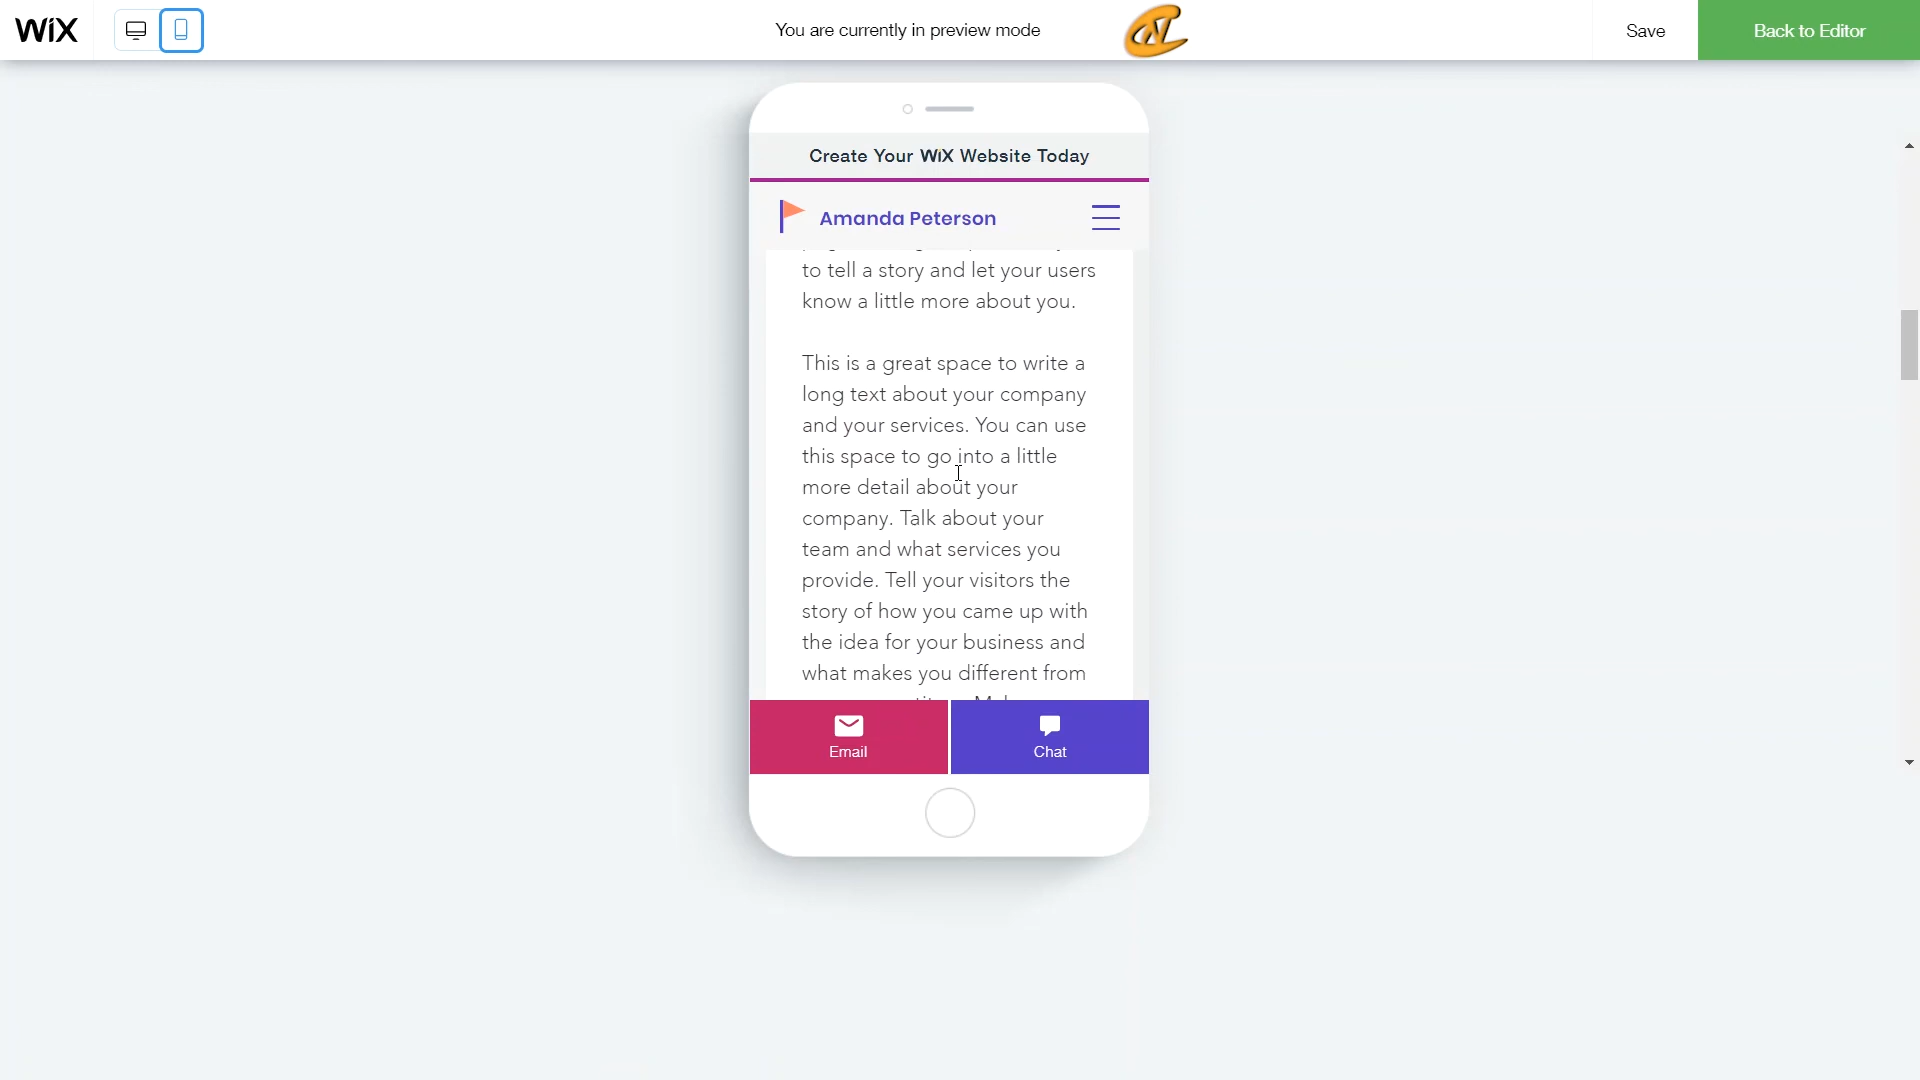 WiX
You are currently in preview mode
Save
Back to Editor
Create Your WiX Website Today
Amanda Peterson
to tell a story and let your users
know a little more about you.
This is a great space to write a
long text about your company
and your services. You can use
this space to go into a little
more detail about your
company. Talk about your
team and what services you
provide. Tell your visitors the
story of how you came up with
the idea for your business and
what makes you different from
Email
Chat